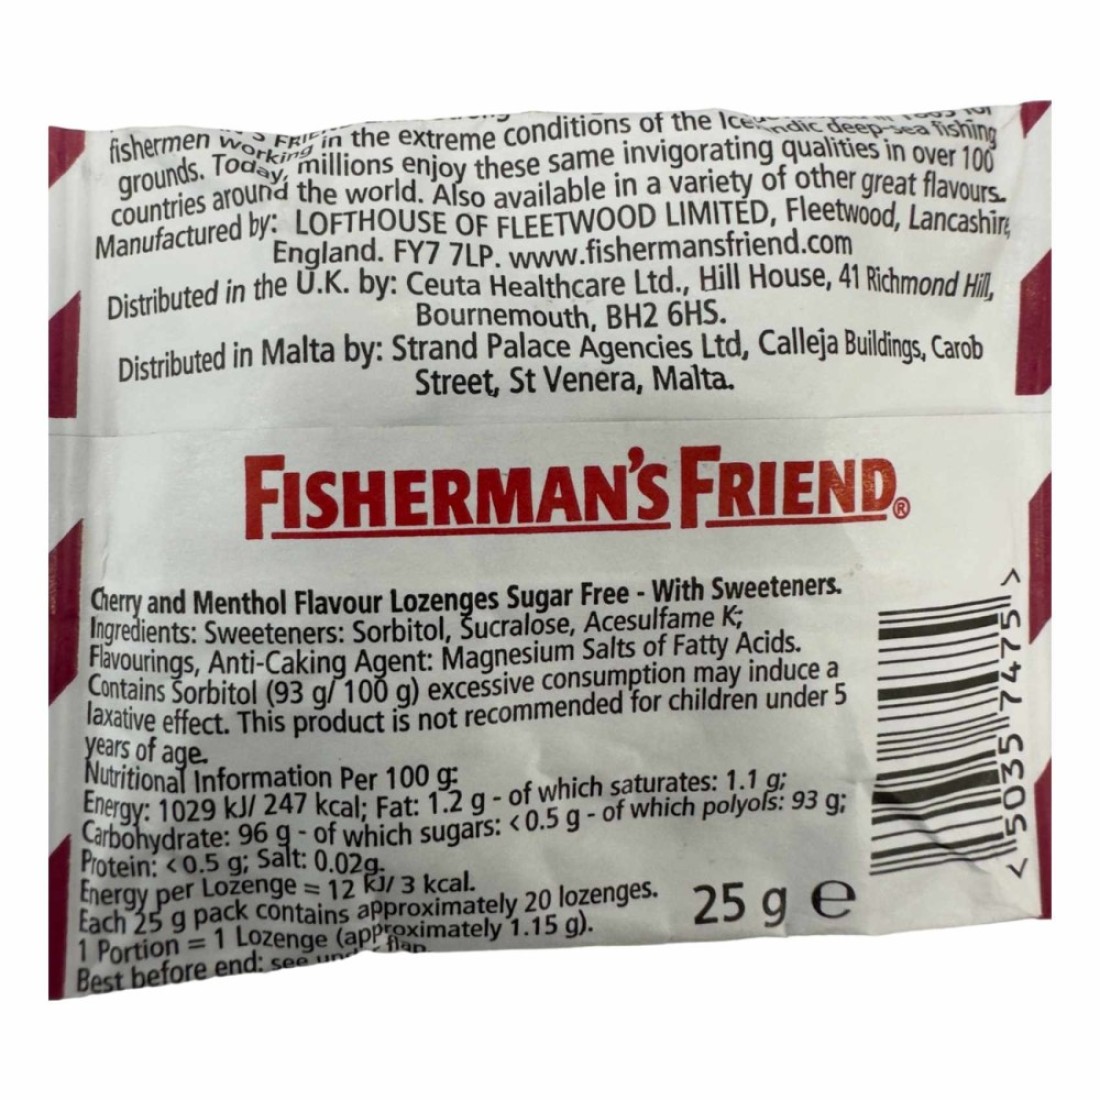 fishermen working in the extreme conditions of the Icelandic deep-sea fishing
grounds. Today, millions enjoy these same invigorating qualities in over 100
countries around the world. Also available in a variety of other great flavours.
Manufactured by: LOFTHOUSE OF FLEETWOOD LIMITED, Fleetwood, Lancashire,
England. FY7 7LP. www.fishermansfriend.com
Distributed in the U.K. by: Ceuta Healthcare Ltd., Hill House, 41 Richmond Hill,
Bournemouth, BH2 6HS.
Distributed in Malta by: Strand Palace Agencies Ltd, Calleja Buildings, Carob
Street, St Venera, Malta.
FISHERMAN'S FRIEND®
Cherry and Menthol Flavour Lozenges Sugar Free - With Sweeteners.
Ingredients: Sweeteners: Sorbitol, Sucralose, Acesulfame K;
Flavourings, Anti-Caking Agent: Magnesium Salts of Fatty Acids.
Contains Sorbitol (93 g/ 100 g) excessive consumption may induce a
laxative effect. This product is not recommended for children under 5
years of age.
Nutritional Information Per 100 g:
Energy: 1029 kJ/ 247 kcal; Fat: 1.2 g - of which saturates: 1.1 g;
Carbohydrate: 96 g - of which sugars: <0.5 g - of which polyols: 93 g;
Protein: <0.5 g; Salt: 0.02g.
Energy per Lozenge = 12 kJ/ 3 kcal.
Each 25 g pack contains approximately 20 lozenges.
1 Portion = 1 Lozenge (approximately 1.15 g).
Best before end: see under flap
25 g ℮
<5035 7475>